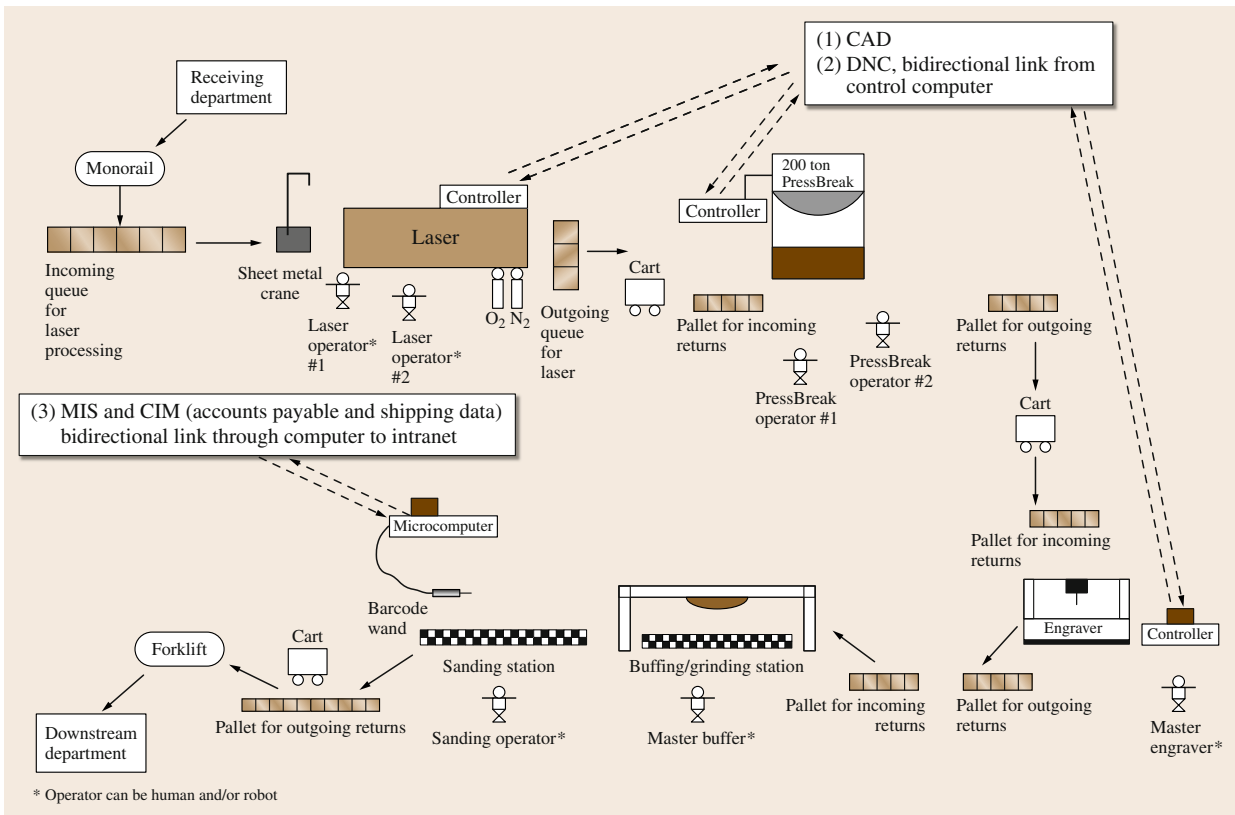 Receiving
department
Monorail
Incoming
queue
for
laser
processing
Sheet metal
crane
Controller
Laser
Laser
operator*
#1
Laser
operator*
#2
O2 N2
Outgoing
queue
for
laser
Cart
(1) CAD
(2) DNC, bidirectional link from
control computer
200 ton
PressBreak
Controller
Pallet for incoming
returns
PressBreak
operator #1
PressBreak
operator #2
Pallet for outgoing
returns
Cart
Pallet for incoming
returns
Engraver
Controller
Master
engraver*
Pallet for outgoing
returns
Pallet for incoming
returns
Buffing/grinding station
Master buffer*
(3) MIS and CIM (accounts payable and shipping data)
bidirectional link through computer to intranet
Microcomputer
Barcode
wand
Sanding station
Sanding operator*
Cart
Pallet for outgoing returns
Forklift
Downstream
department
* Operator can be human and/or robot